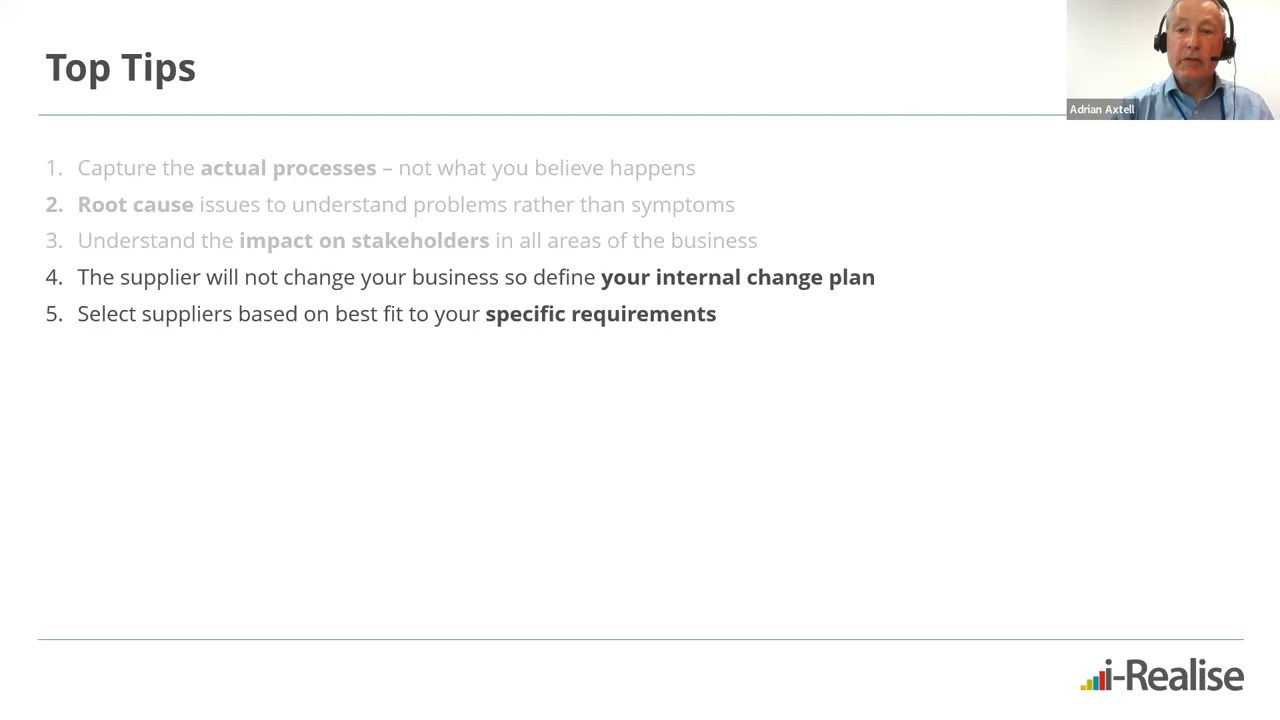 Top Tips
Adrian Axtell
1. Capture the actual processes – not what you believe happens
2. Root cause issues to understand problems rather than symptoms
3. Understand the impact on stakeholders in all areas of the business
4. The supplier will not change your business so define your internal change plan
5. Select suppliers based on best fit to your specific requirements
i-Realise